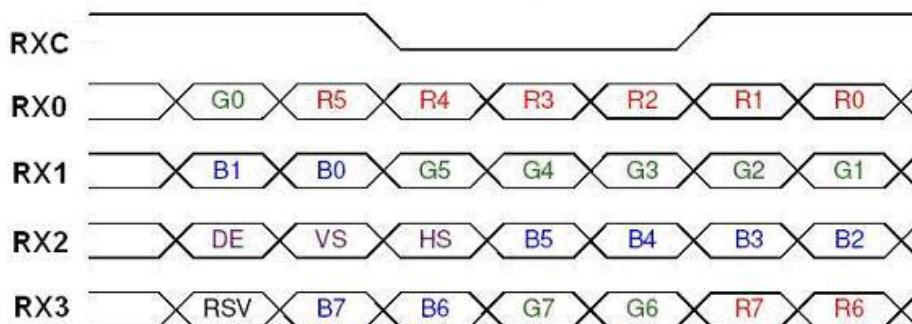 RXC
RX0 G0 R5 R4 R3 R2 R1 R0
RX1 B1 B0 G5 G4 G3 G2 G1
RX2 DE VS HS B5 B4 B3 B2
RX3 RSV B7 B6 G7 G6 R7 R6